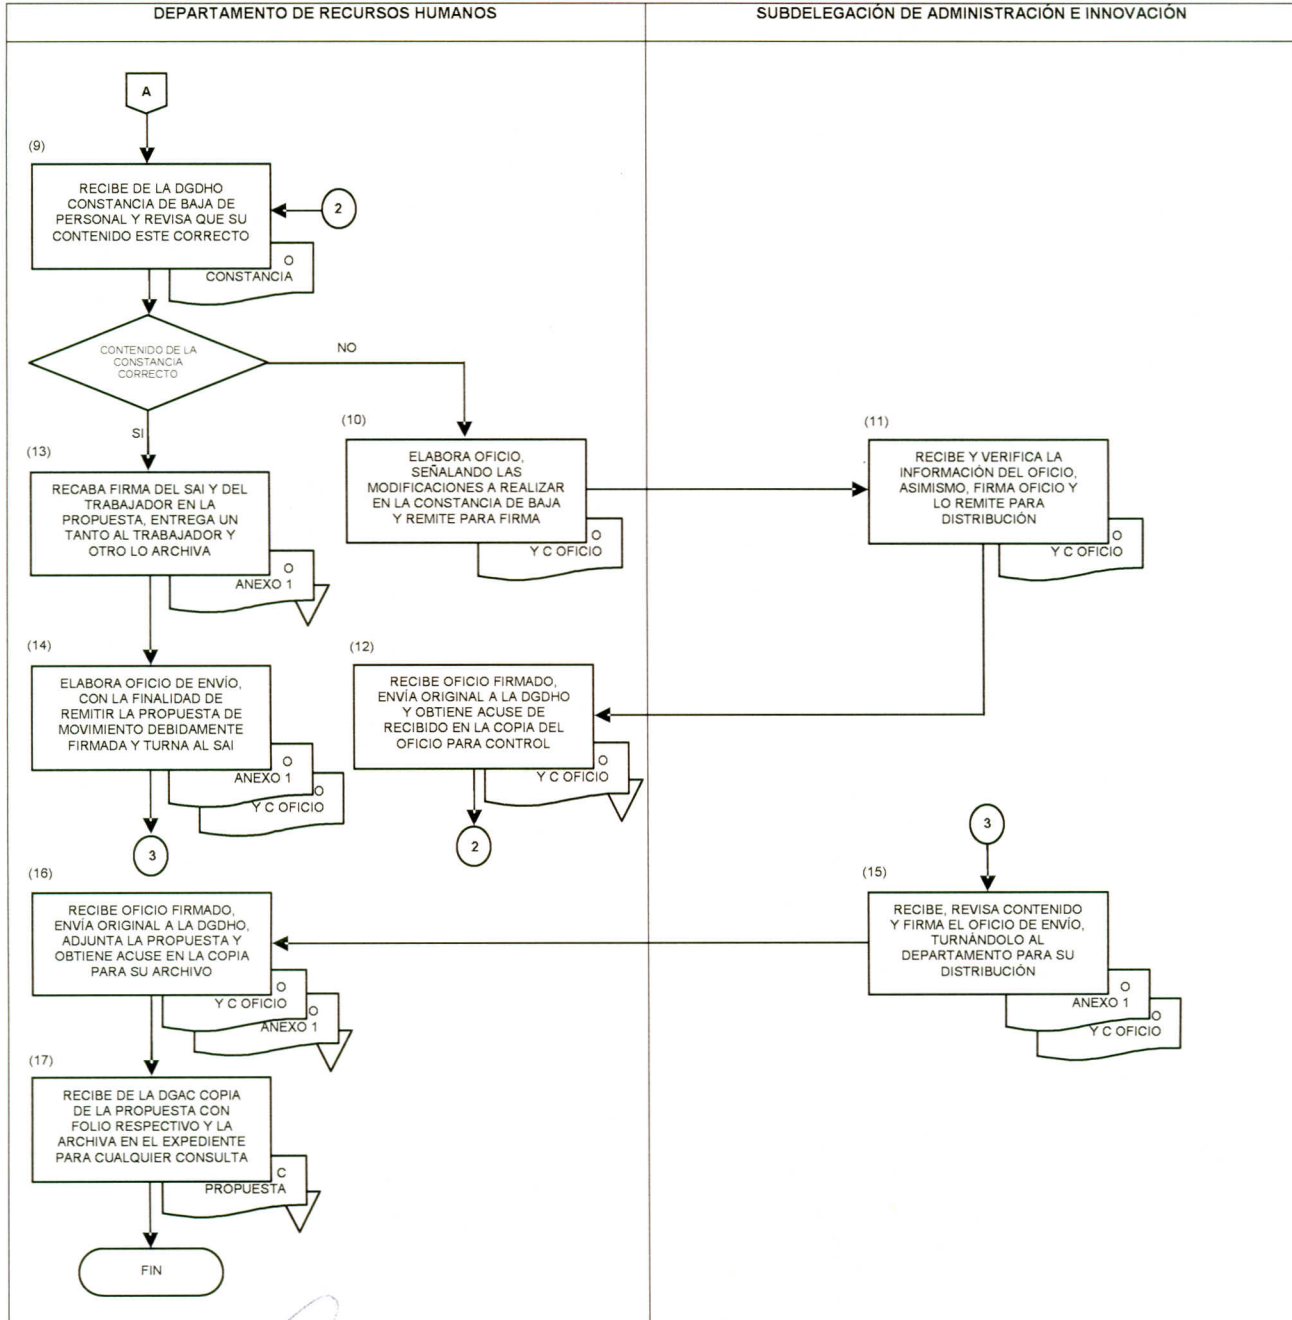 DEPARTAMENTO DE RECURSOS HUMANOS
SUBDELEGACIÓN DE ADMINISTRACIÓN E INNOVACIÓN
A
(9)
RECIBE DE LA DGDHO
CONSTANCIA DE BAJA DE
PERSONAL Y REVISA QUE SU
CONTENIDO ESTE CORRECTO
2
O
CONSTANCIA
CONTENIDO DE LA
CONSTANCIA
CORRECTO
NO
SI
(10)
ELABORA OFICIO,
SEÑALANDO LAS
MODIFICACIONES A REALIZAR
EN LA CONSTANCIA DE BAJA
Y REMITE PARA FIRMA
O
Y C OFICIO
(11)
RECIBE Y VERIFICA LA
INFORMACIÓN DEL OFICIO,
ASIMISMO, FIRMA OFICIO Y
LO REMITE PARA
DISTRIBUCIÓN
O
Y C OFICIO
(13)
RECABA FIRMA DEL SAI Y DEL
TRABAJADOR EN LA
PROPUESTA, ENTREGA UN
TANTO AL TRABAJADOR Y
OTRO LO ARCHIVA
O
ANEXO 1
(14)
ELABORA OFICIO DE ENVÍO,
CON LA FINALIDAD DE
REMITIR LA PROPUESTA DE
MOVIMIENTO DEBIDAMENTE
FIRMADA Y TURNA AL SAI
O
ANEXO 1
O
Y C OFICIO
3
(12)
RECIBE OFICIO FIRMADO,
ENVÍA ORIGINAL A LA DGDHO
Y OBTIENE ACUSE DE
RECIBIDO EN LA COPIA DEL
OFICIO PARA CONTROL
O
Y C OFICIO
2
3
(15)
RECIBE, REVISA CONTENIDO
Y FIRMA EL OFICIO DE ENVÍO,
TURNÁNDOLO AL
DEPARTAMENTO PARA SU
DISTRIBUCIÓN
O
ANEXO 1
O
Y C OFICIO
(16)
RECIBE OFICIO FIRMADO,
ENVÍA ORIGINAL A LA DGDHO,
ADJUNTA LA PROPUESTA Y
OBTIENE ACUSE EN LA COPIA
PARA SU ARCHIVO
O
Y C OFICIO
O
ANEXO 1
(17)
RECIBE DE LA DGAC COPIA
DE LA PROPUESTA CON
FOLIO RESPECTIVO Y LA
ARCHIVA EN EL EXPEDIENTE
PARA CUALQUIER CONSULTA
C
PROPUESTA
FIN